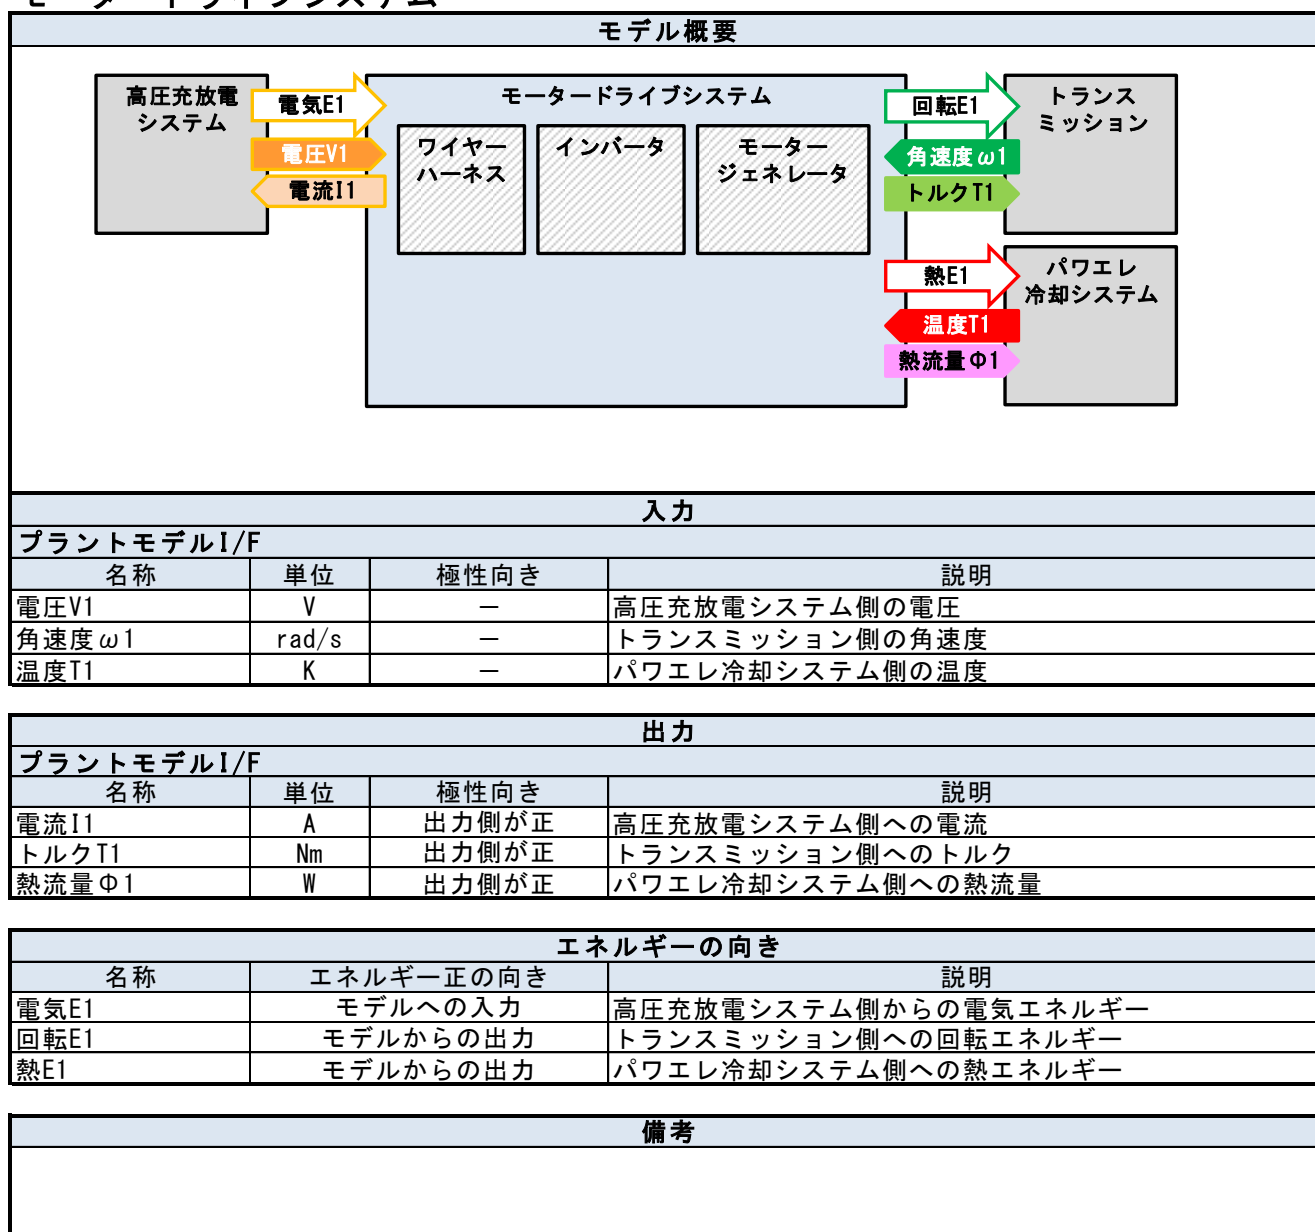 モータードライブシステム
モデル概要
高圧充放電
システム
電気E1
電圧V1
電流I1
モータードライブシステム
ワイヤー
ハーネス
インバータ
モーター
ジェネレータ
回転E1
角速度ω1
トルクT1
トランス
ミッション
熱E1
温度T1
熱流量Φ1
パワエレ
冷却システム
入力
プラントモデルI/F
名称 単位 極性向き 説明
電圧V1 V － 高圧充放電システム側の電圧
角速度ω1 rad/s － トランスミッション側の角速度
温度T1 K － パワエレ冷却システム側の温度
出力
プラントモデルI/F
名称 単位 極性向き 説明
電流I1 A 出力側が正 高圧充放電システム側への電流
トルクT1 Nm 出力側が正 トランスミッション側へのトルク
熱流量Φ1 W 出力側が正 パワエレ冷却システム側への熱流量
エネルギーの向き
名称 エネルギー正の向き 説明
電気E1 モデルへの入力 高圧充放電システム側からの電気エネルギー
回転E1 モデルからの出力 トランスミッション側への回転エネルギー
熱E1 モデルからの出力 パワエレ冷却システム側への熱エネルギー
備考